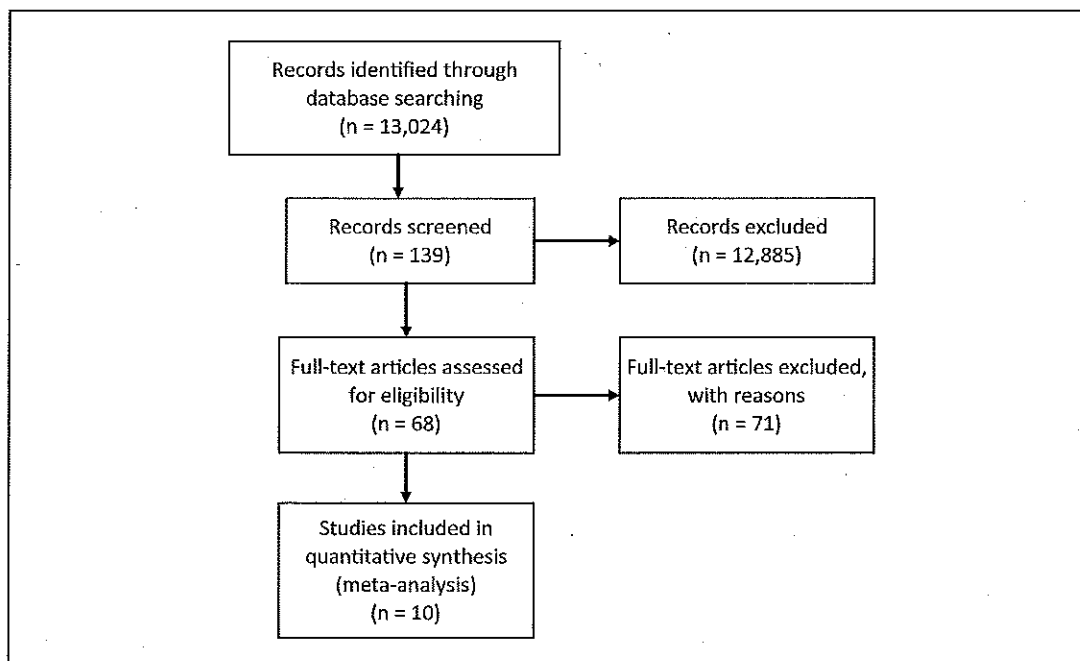 Records identified through
database searching
(n = 13,024)
Records screened
(n = 139)
Records excluded
(n = 12,885)
Full-text articles assessed
for eligibility
(n = 68)
Full-text articles excluded,
with reasons
(n = 71)
Studies included in
quantitative synthesis
(meta-analysis)
(n = 10)